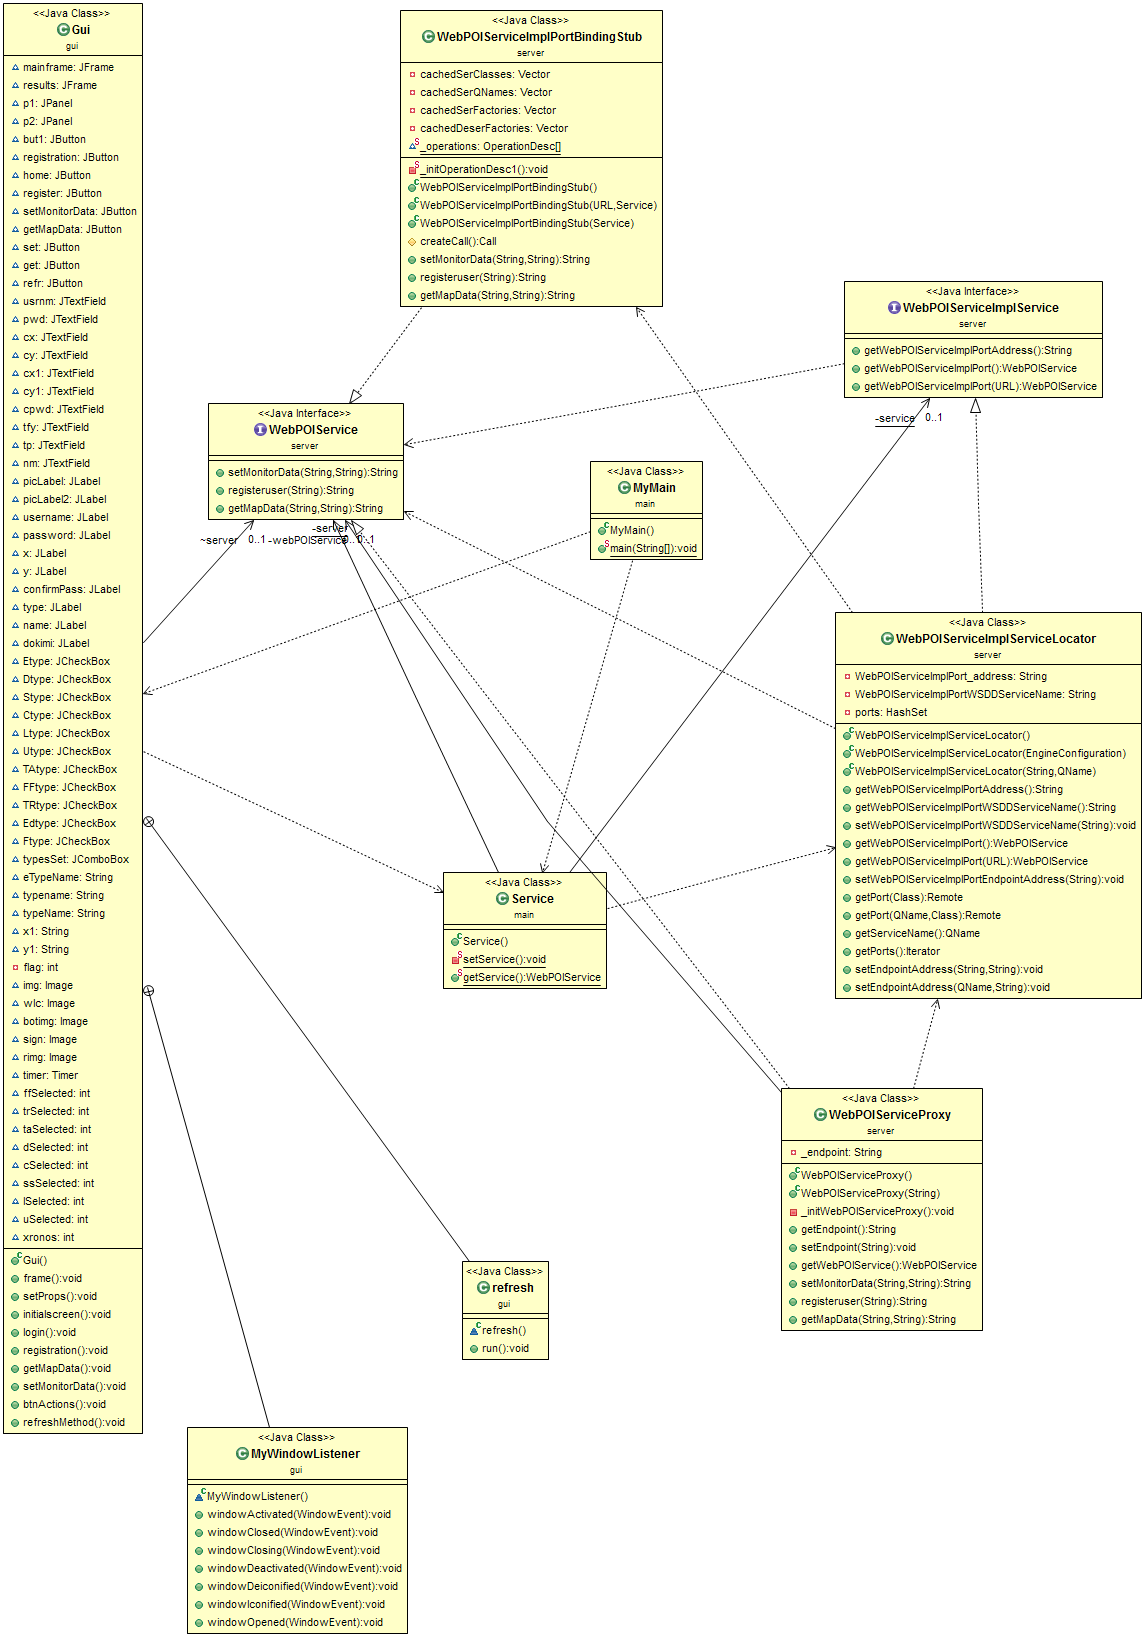 <<Java Class>>
Gui
gui
mainframe: JFrame
results: JFrame
p1: JPanel
p2: JPanel
but1: JButton
registration: JButton
home: JButton
register: JButton
setMonitorData: JButton
getMapData: JButton
set: JButton
get: JButton
refr: JButton
usrnm: JTextField
pwd: JTextField
cx: JTextField
cy: JTextField
cx1: JTextField
cy1: JTextField
cpwd: JTextField
tfy: JTextField
tp: JTextField
nm: JTextField
picLabel: JLabel
picLabel2: JLabel
username: JLabel
password: JLabel
x: JLabel
y: JLabel
confirmPass: JLabel
type: JLabel
name: JLabel
dokimi: JLabel
Etype: JCheckBox
Dtype: JCheckBox
Stype: JCheckBox
Ctype: JCheckBox
Ltype: JCheckBox
Utype: JCheckBox
TAtype: JCheckBox
FFtype: JCheckBox
TRtype: JCheckBox
Edtype: JCheckBox
Ftype: JCheckBox
typesSet: JComboBox
eTypeName: String
typename: String
typeName: String
x1: String
y1: String
flag: int
img: Image
wlc: Image
botimg: Image
sign: Image
rimg: Image
timer: Timer
ffSelected: int
trSelected: int
taSelected: int
dSelected: int
cSelected: int
ssSelected: int
lSelected: int
uSelected: int
xronos: int
Gui()
frame():void
setProps():void
initialscreen():void
login():void
registration():void
getMapData():void
setMonitorData():void
btnActions():void
refreshMethod():void
<<Java Class>>
WebPOIServiceImplPortBindingStub
server
cachedSerClasses: Vector
cachedSerQNames: Vector
cachedSerFactories: Vector
cachedDeserFactories: Vector
_operations: OperationDesc[]
_initOperationDesc1():void
WebPOIServiceImplPortBindingStub()
WebPOIServiceImplPortBindingStub(URL,Service)
WebPOIServiceImplPortBindingStub(Service)
createCall():Call
setMonitorData(String,String):String
registeruser(String):String
getMapData(String,String):String
<<Java Interface>>
WebPOIServiceImplService
server
getWebPOIServiceImplPortAddress():String
getWebPOIServiceImplPort():WebPOIService
getWebPOIServiceImplPort(URL):WebPOIService
-service 0..1
<<Java Interface>>
WebPOIService
server
setMonitorData(String,String):String
registeruser(String):String
getMapData(String,String):String
-server
~server 0..1 -webPOIService 0..1
<<Java Class>>
MyMain
main
MyMain()
main(String[]):void
<<Java Class>>
WebPOIServiceImplServiceLocator
server
WebPOIServiceImplPort_address: String
WebPOIServiceImplPortWSDDServiceName: String
ports: HashSet
WebPOIServiceImplServiceLocator()
WebPOIServiceImplServiceLocator(EngineConfiguration)
WebPOIServiceImplServiceLocator(String,QName)
getWebPOIServiceImplPortAddress():String
getWebPOIServiceImplPortWSDDServiceName():String
setWebPOIServiceImplPortWSDDServiceName(String):void
getWebPOIServiceImplPort():WebPOIService
getWebPOIServiceImplPort(URL):WebPOIService
setWebPOIServiceImplPortEndpointAddress(String):void
getPort(Class):Remote
getPort(QName,Class):Remote
getServiceName():QName
getPorts():Iterator
setEndpointAddress(String,String):void
setEndpointAddress(QName,String):void
<<Java Class>>
Service
main
Service()
setService():void
getService():WebPOIService
<<Java Class>>
WebPOIServiceProxy
server
_endpoint: String
WebPOIServiceProxy()
WebPOIServiceProxy(String)
_initWebPOIServiceProxy():void
getEndpoint():String
setEndpoint(String):void
getWebPOIService():WebPOIService
setMonitorData(String,String):String
registeruser(String):String
getMapData(String,String):String
<<Java Class>>
refresh
gui
refresh()
run():void
<<Java Class>>
MyWindowListener
gui
MyWindowListener()
windowActivated(WindowEvent):void
windowClosed(WindowEvent):void
windowClosing(WindowEvent):void
windowDeactivated(WindowEvent):void
windowDeiconified(WindowEvent):void
windowIconified(WindowEvent):void
windowOpened(WindowEvent):void